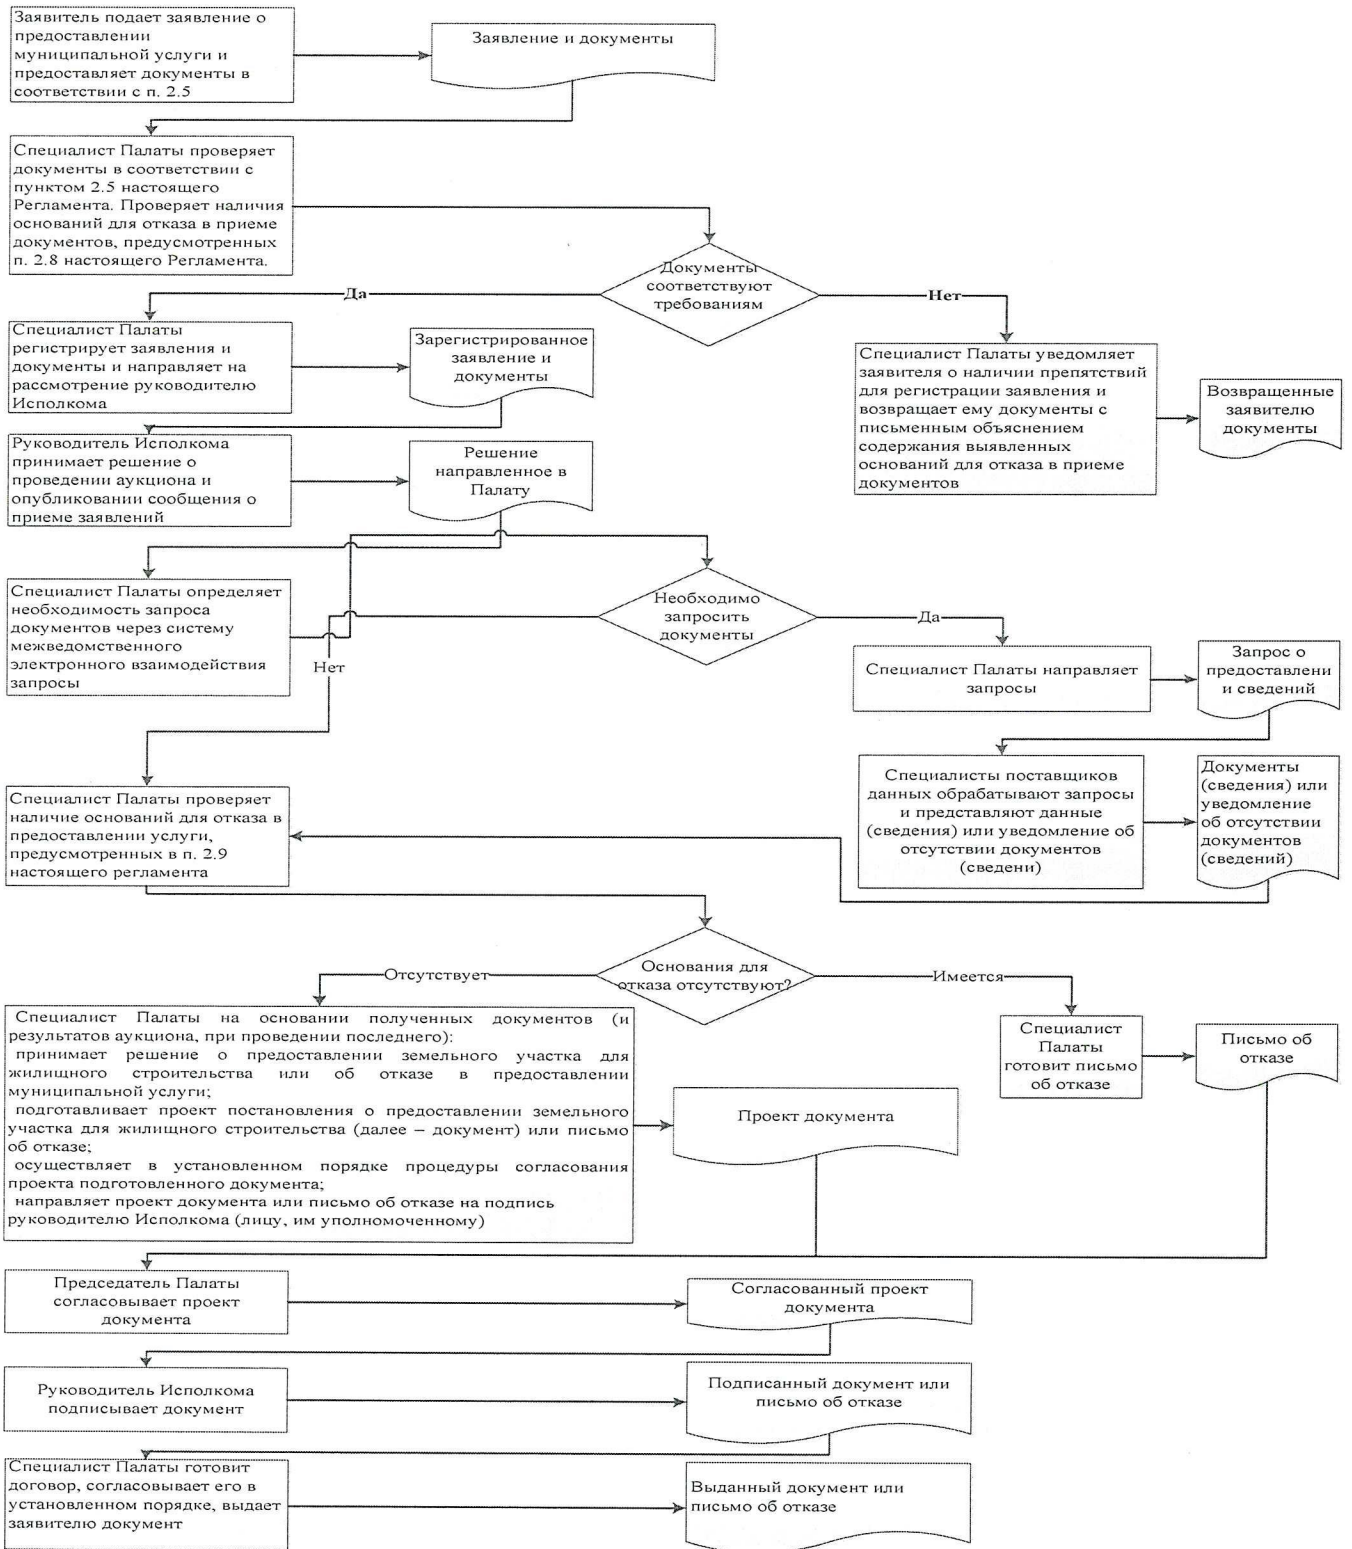 Заявитель подает заявление о
предоставлении
муниципальной услуги и
предоставляет документы в
соответствии с п. 2.5
Заявление и документы
Специалист Палаты проверяет
документы в соответствии с
пунктом 2.5 настоящего
Регламента. Проверяет наличия
оснований для отказа в приеме
документов, предусмотренных
п. 2.8 настоящего Регламента.
Документы
соответствуют
требованиям
Да
Нет
Специалист Палаты
регистрирует заявления и
документы и направляет на
рассмотрение руководителю
Исполкома
Зарегистрированное
заявление и
документы
Специалист Палаты уведомляет
заявителя о наличии препятствий
для регистрации заявления и
возвращает ему документы с
письменным объяснением
содержания выявленных
оснований для отказа в приеме
документов
Возвращенные
заявителю
документы
Руководитель Исполкома
принимает решение о
проведении аукциона и
опубликовании сообщения о
приеме заявлений
Решение
направленное в
Палату
Специалист Палаты определяет
необходимость запроса
документов через систему
межведомственного
электронного взаимодействия
запросы
Необходимо
запросить
документы
Да
Нет
Специалист Палаты направляет
запросы
Запрос о
предоставлени
и сведений
Специалисты поставщиков
данных обрабатывают запросы
и представляют данные
(сведения) или уведомление об
отсутствии документов
(сведени)
Документы
(сведения) или
уведомление
об отсутствии
документов
(сведений)
Специалист Палаты проверяет
наличие оснований для отказа в
предоставлении услуги,
предусмотренных в п. 2.9
настоящего регламента
Основания для
отказа отсутствуют?
Отсутствует
Имеется
Специалист Палаты на основании полученных документов (и
результатов аукциона, при проведении последнего):
принимает решение о предоставлении земельного участка для
жилищного строительства или об отказе в предоставлении
муниципальной услуги;
подготавливает проект постановления о предоставлении земельного
участка для жилищного строительства (далее – документ) или письмо
об отказе;
осуществляет в установленном порядке процедуры согласования
проекта подготовленного документа;
направляет проект документа или письмо об отказе на подпись
руководителю Исполкома (лицу, им уполномоченному)
Проект документа
Специалист
Палаты
готовит письмо
об отказе
Письмо об
отказе
Председатель Палаты
согласовывает проект
документа
Согласованный проект
документа
Руководитель Исполкома
подписывает документ
Подписанный документ или
письмо об отказе
Специалист Палаты готовит
договор, согласовывает его в
установленном порядке, выдает
заявителю документ
Выданный документ или
письмо об отказе